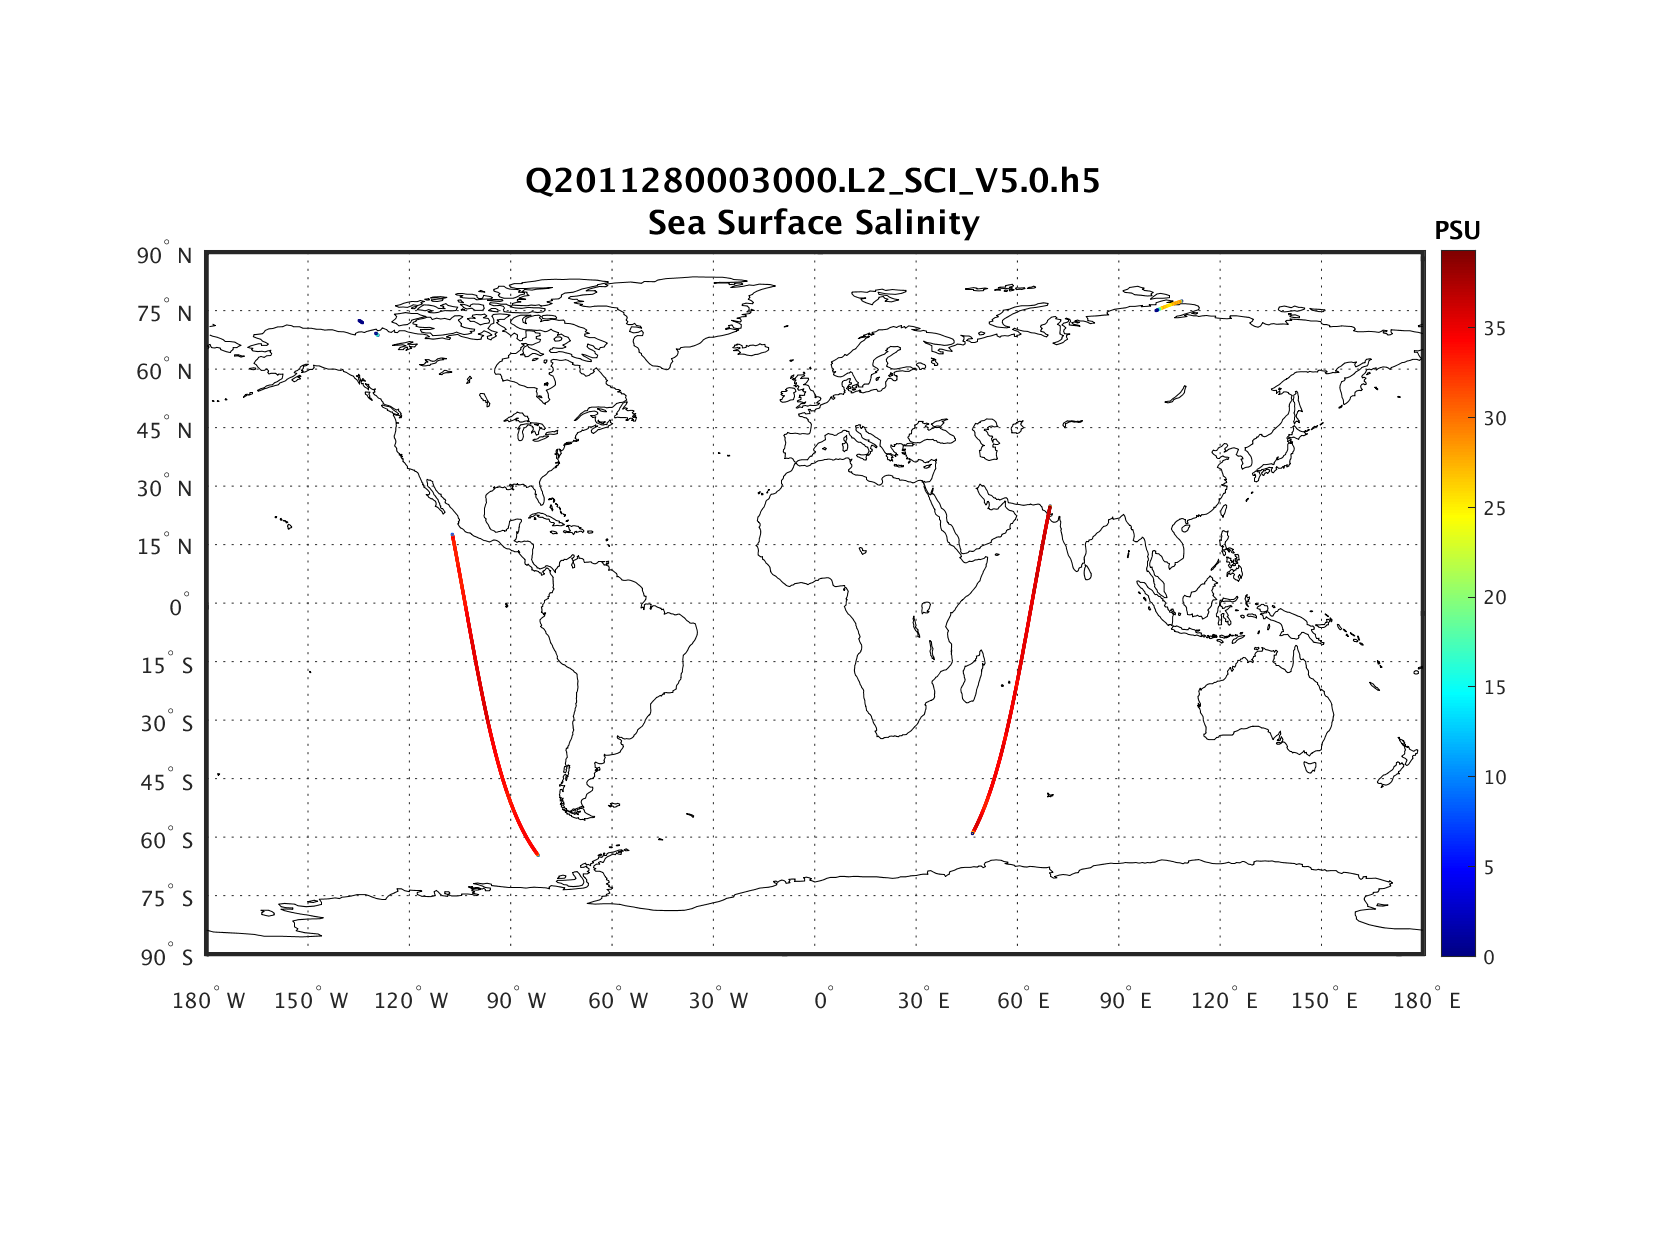 Q2011280003000.L2_SCI_V5.0.h5
Sea Surface Salinity
PSU
90° N
75° N
60° N
45° N
30° N
15° N
0°
15° S
30° S
45° S
60° S
75° S
90° S
180° W 150° W 120° W 90° W 60° W 30° W 0° 30° E 60° E 90° E 120° E 150° E 180° E
35
30
25
20
15
10
5
0